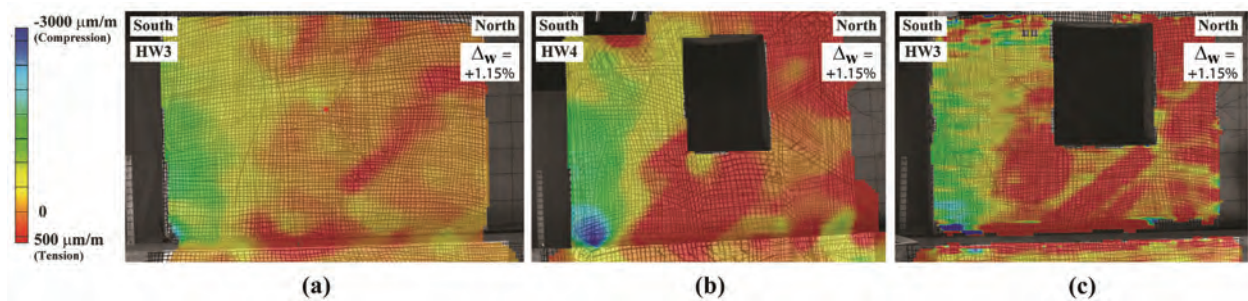 -3000 μm/m
(Compression)
0
500 μm/m
(Tension)
South
North
HW3
Δw =
+1.15%
(a)
South
North
HW4
Δw =
+1.15%
(b)
South
North
HW3
Δw =
+1.15%
(c)